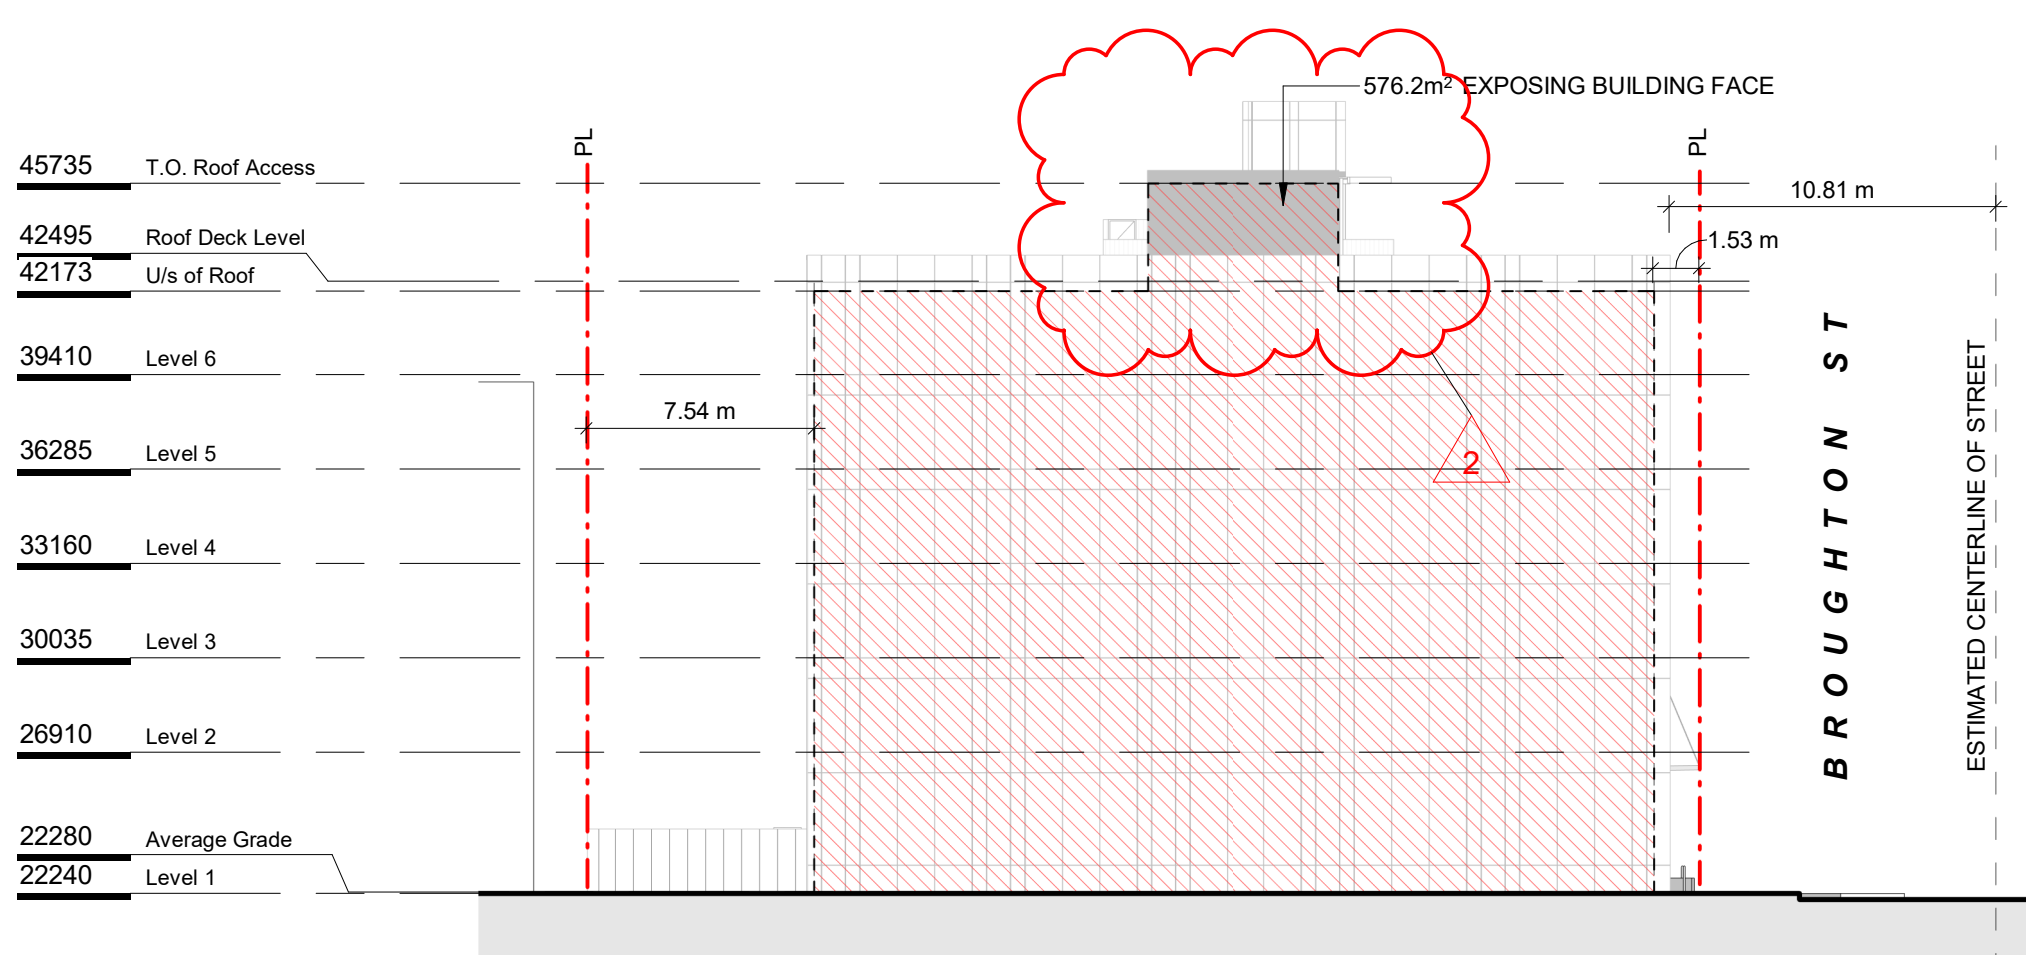 576.2m² EXPOSING BUILDING FACE
PL
PL
45735 T.O. Roof Access
10.81 m
42495 Roof Deck Level
1.53 m
42173 U/s of Roof
39410 Level 6
7.54 m
36285 Level 5
2
33160 Level 4
30035 Level 3
26910 Level 2
22280 Average Grade
22240 Level 1
BROUGHTON ST
ESTIMATED CENTERLINE OF STREET